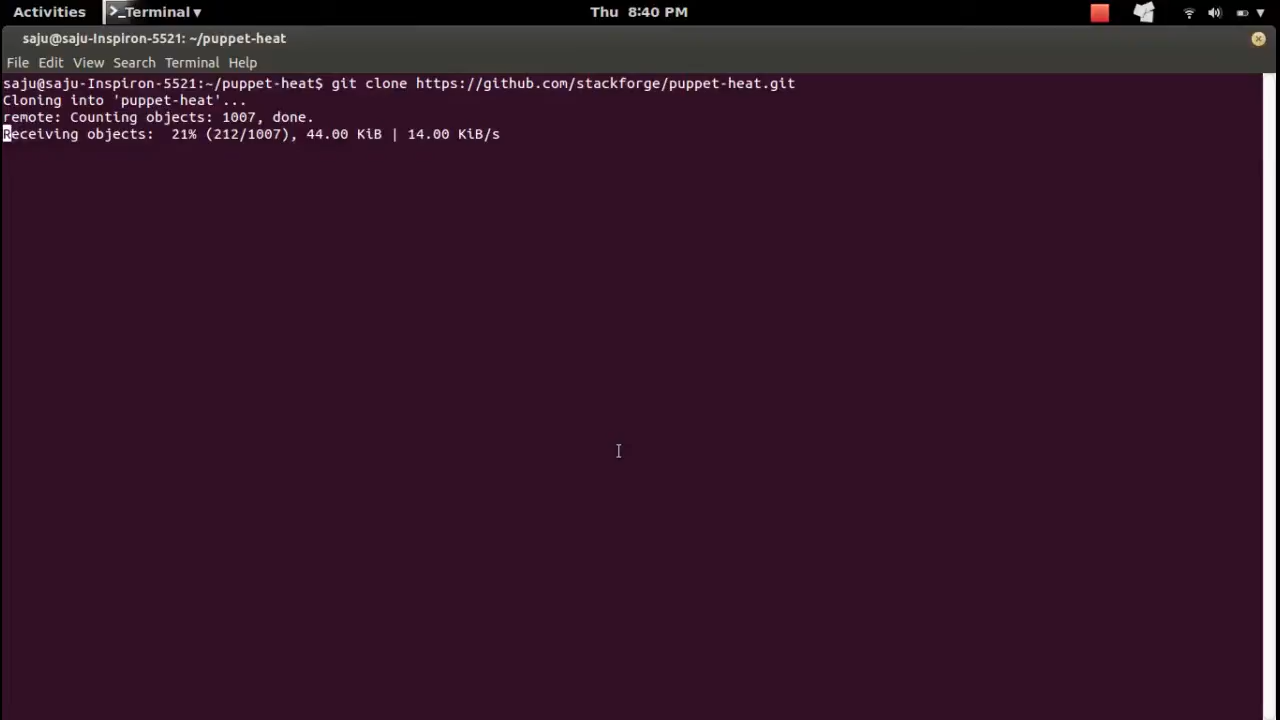 Activities >_Terminal ▾ Thu 8:40 PM
saju@saju-Inspiron-5521: ~/puppet-heat
File Edit View Search Terminal Help
saju@saju-Inspiron-5521:~/puppet-heat$ git clone https://github.com/stackforge/puppet-heat.git
Cloning into 'puppet-heat'...
remote: Counting objects: 1007, done.
Receiving objects:  21% (212/1007), 44.00 KiB | 14.00 KiB/s